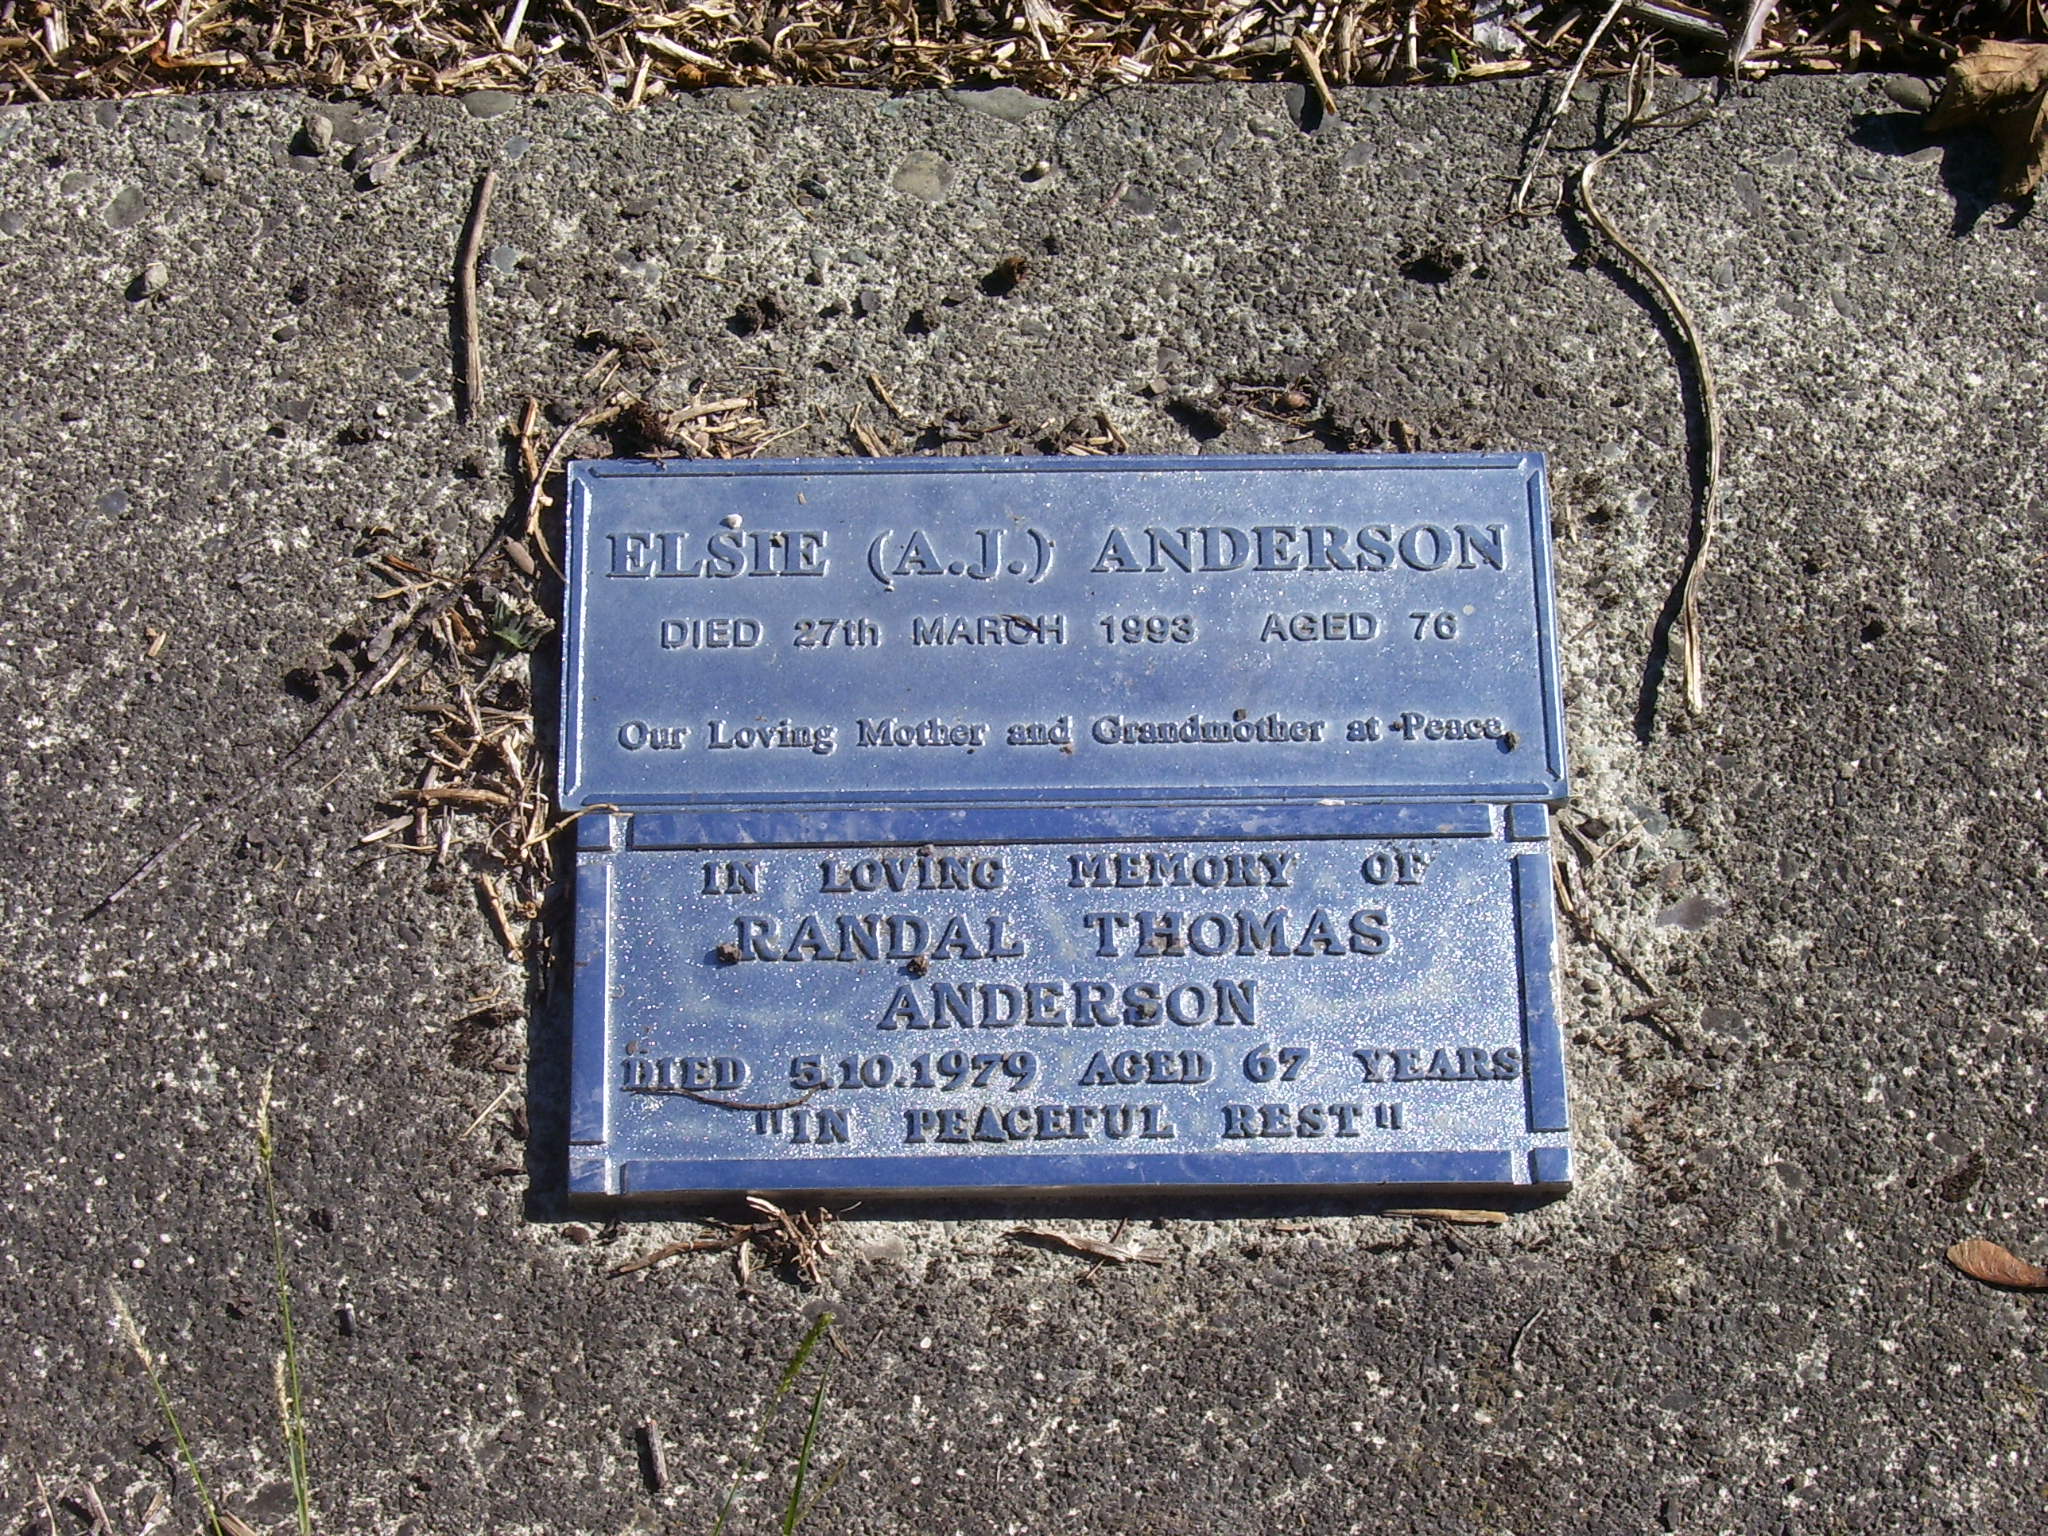 ELSIE (A.J.) ANDERSON
DIED 27th MARCH 1993 AGED 76
Our Loving Mother and Grandmother at Peace
IN LOVING MEMORY OF
RANDAL THOMAS
ANDERSON
DIED 5.10.1979 AGED 67 YEARS
"IN PEACEFUL REST"